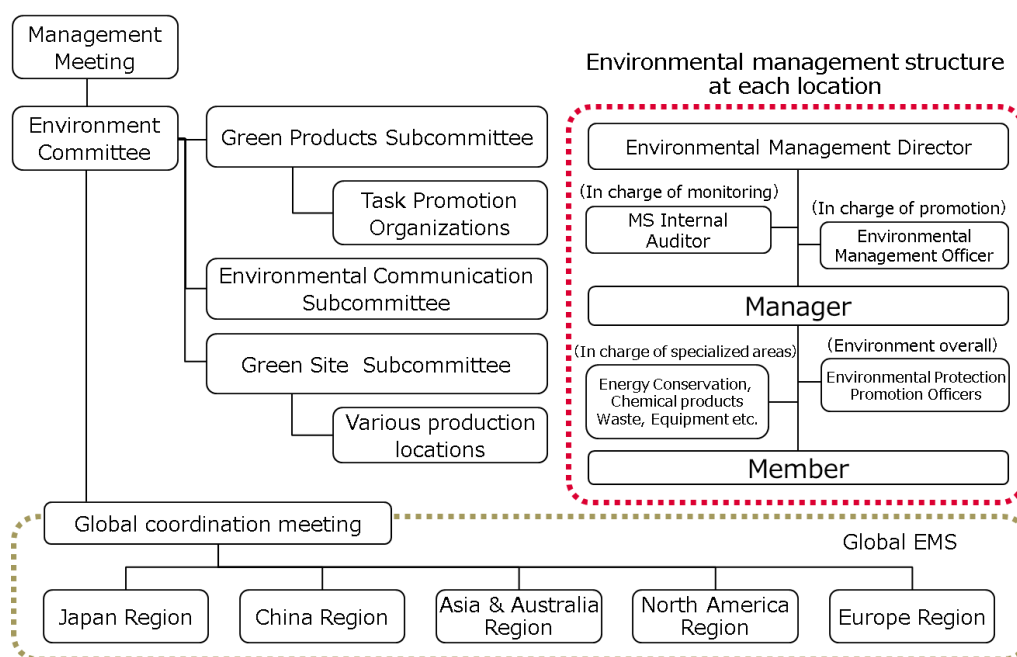 Management
Meeting
Environment
Committee
Green Products Subcommittee
Task Promotion
Organizations
Environmental Communication
Subcommittee
Green Site Subcommittee
Various production
locations
Environmental management structure
at each location
Environmental Management Director
(In charge of monitoring)
MS Internal
Auditor
(In charge of promotion)
Environmental
Management Officer
Manager
(In charge of specialized areas)
Energy Conservation,
Chemical products
Waste, Equipment etc.
(Environment overall)
Environmental Protection
Promotion Officers
Member
Global coordination meeting
Global EMS
Japan Region
China Region
Asia & Australia
Region
North America
Region
Europe Region